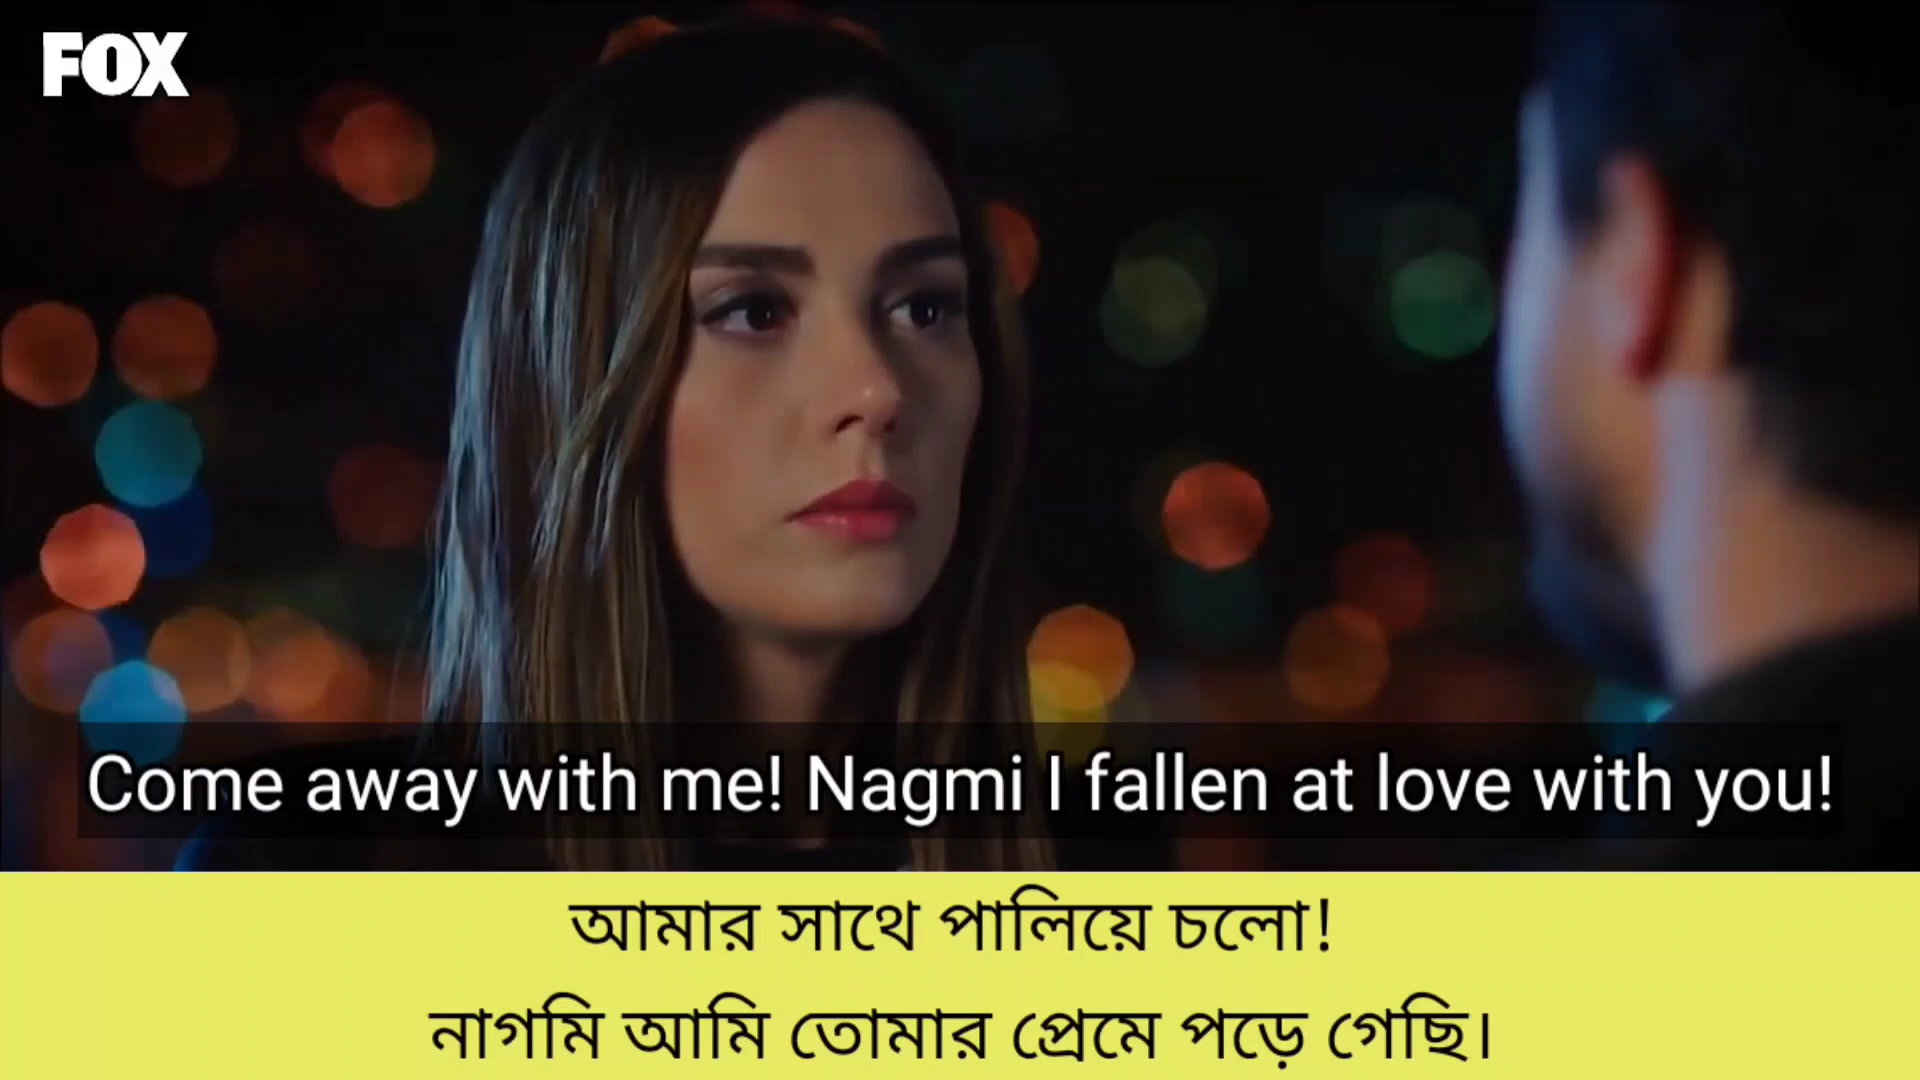 FOX
Come away with me! Nagmi I fallen at love with you!
আমার সাথে পালিয়ে চলো!
নাগমি আমি তোমার প্রেমে পড়ে গেছি।